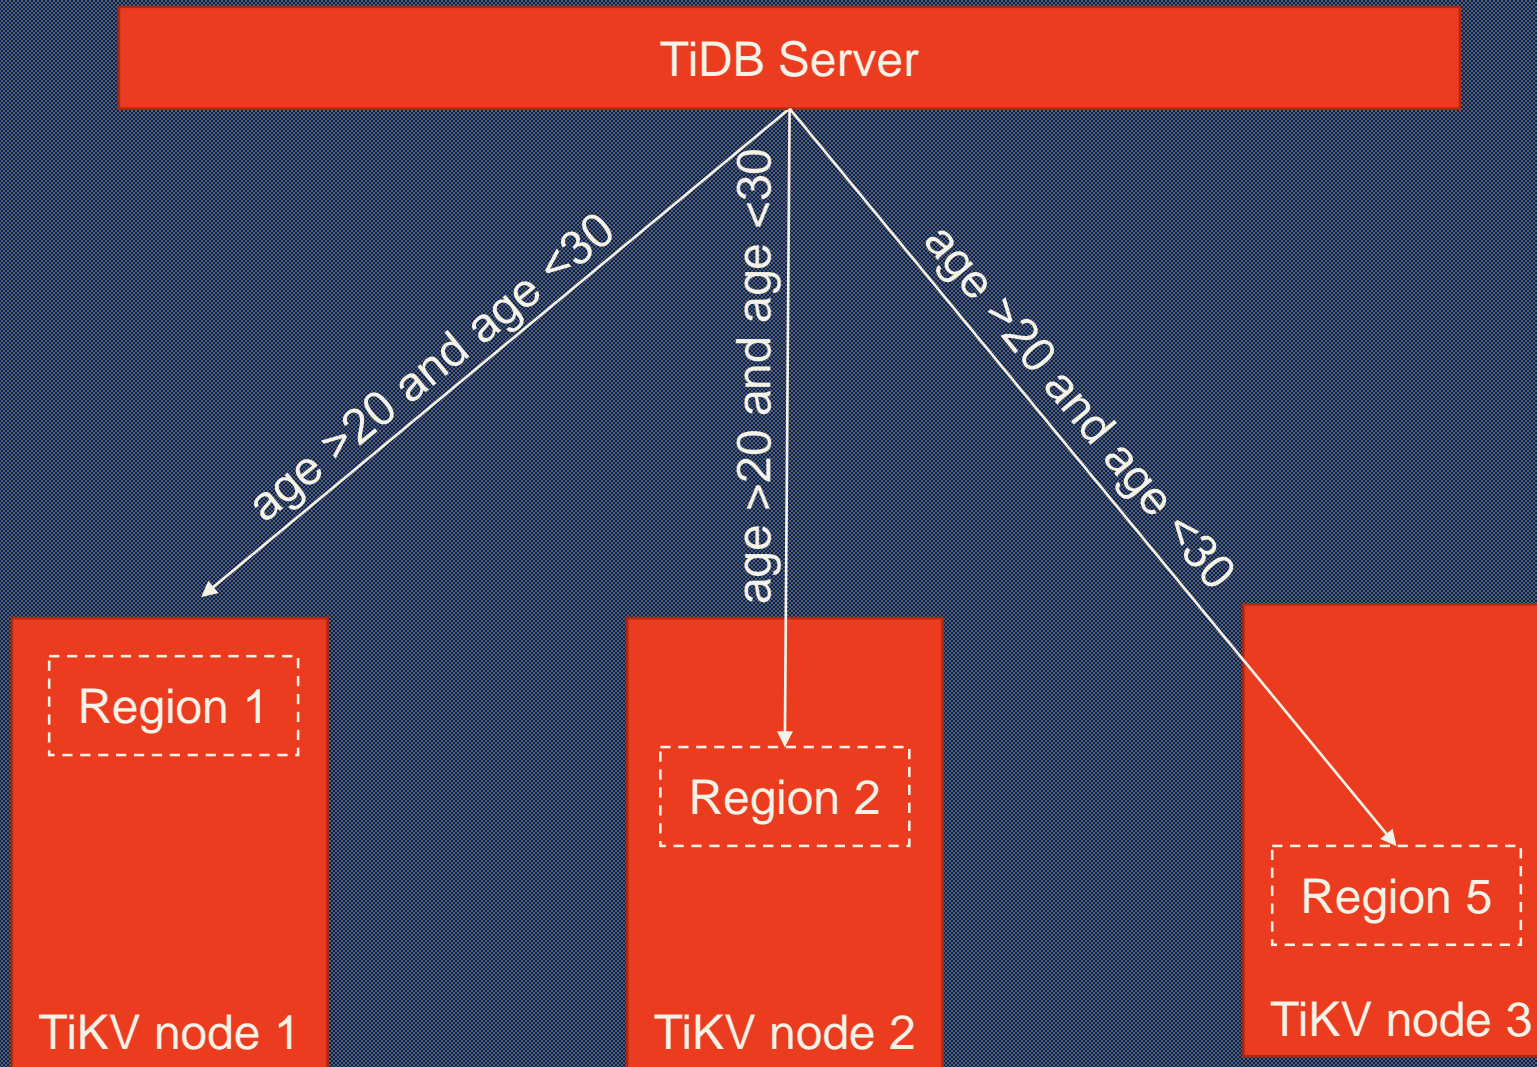 TiDB Server
age >20 and age <30
age >20 and age <30
age >20 and age <30
Region 1
Region 2
Region 5
TiKV node 1
TiKV node 2
TiKV node 3